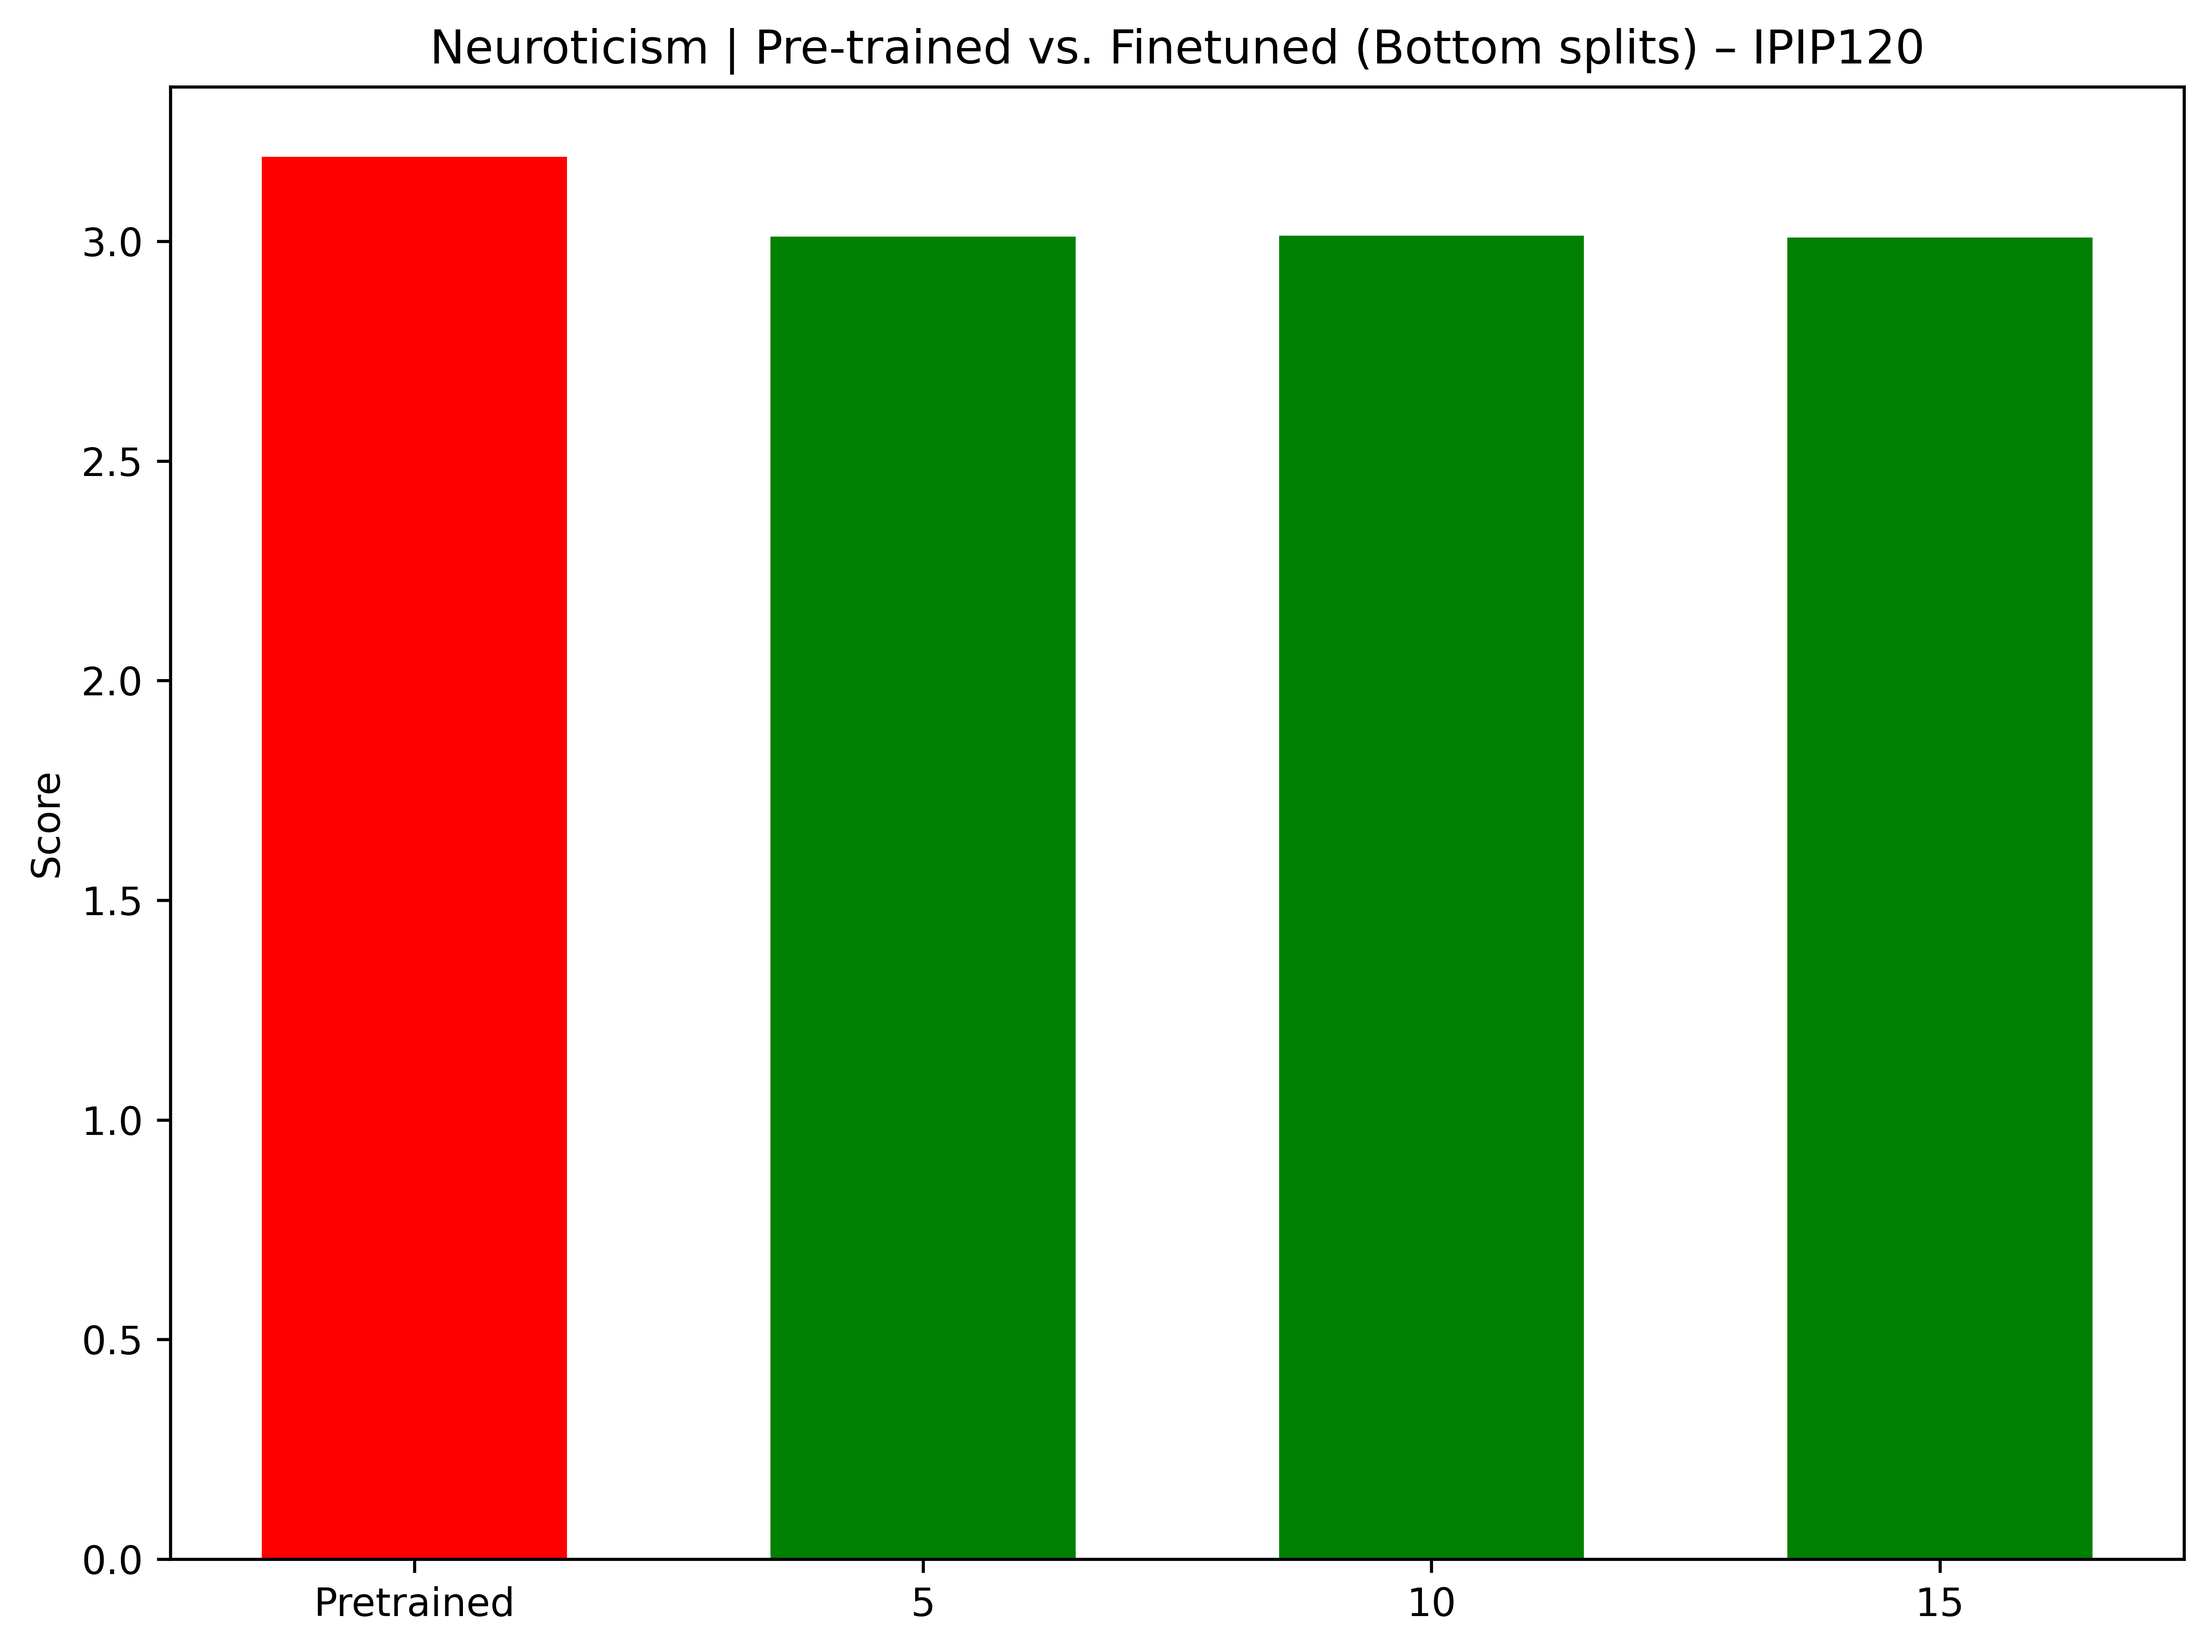 Neuroticism | Pre-trained vs. Finetuned (Bottom splits) – IPIP120
Score
3.0
2.5
2.0
1.5
1.0
0.5
0.0
Pretrained 5 10 15